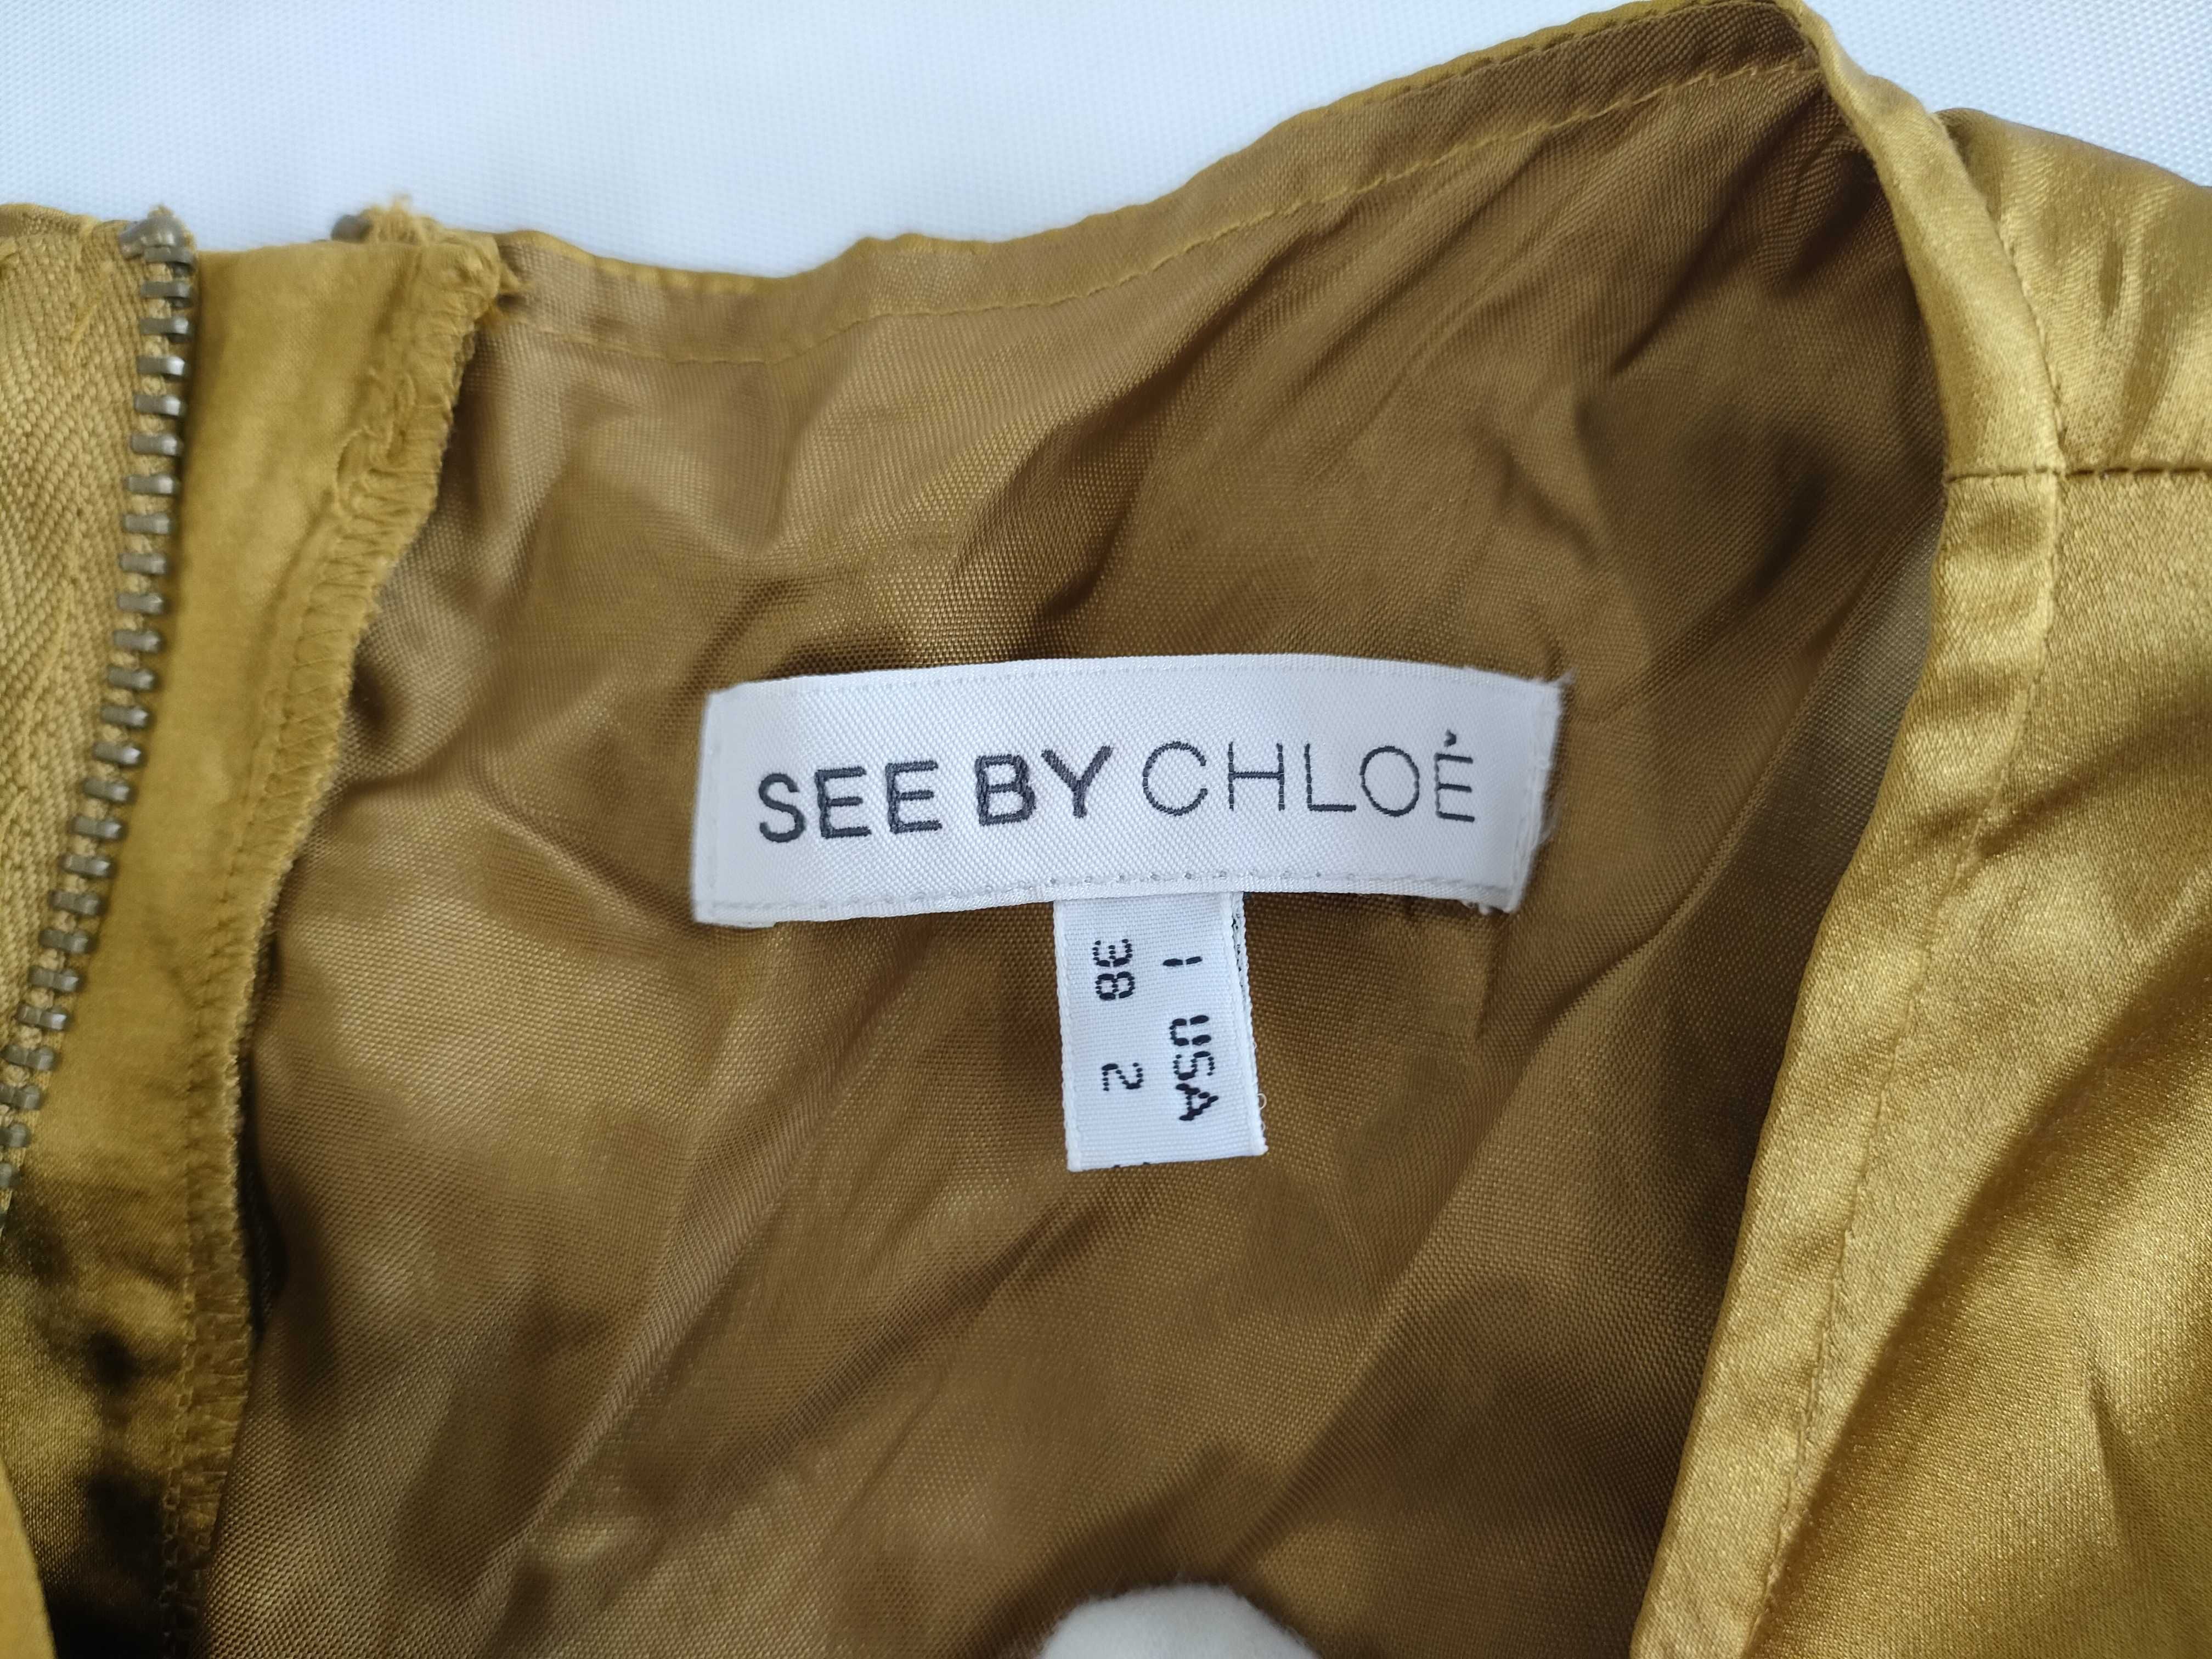 SEE BY CHLOÉ
I USA
38 2